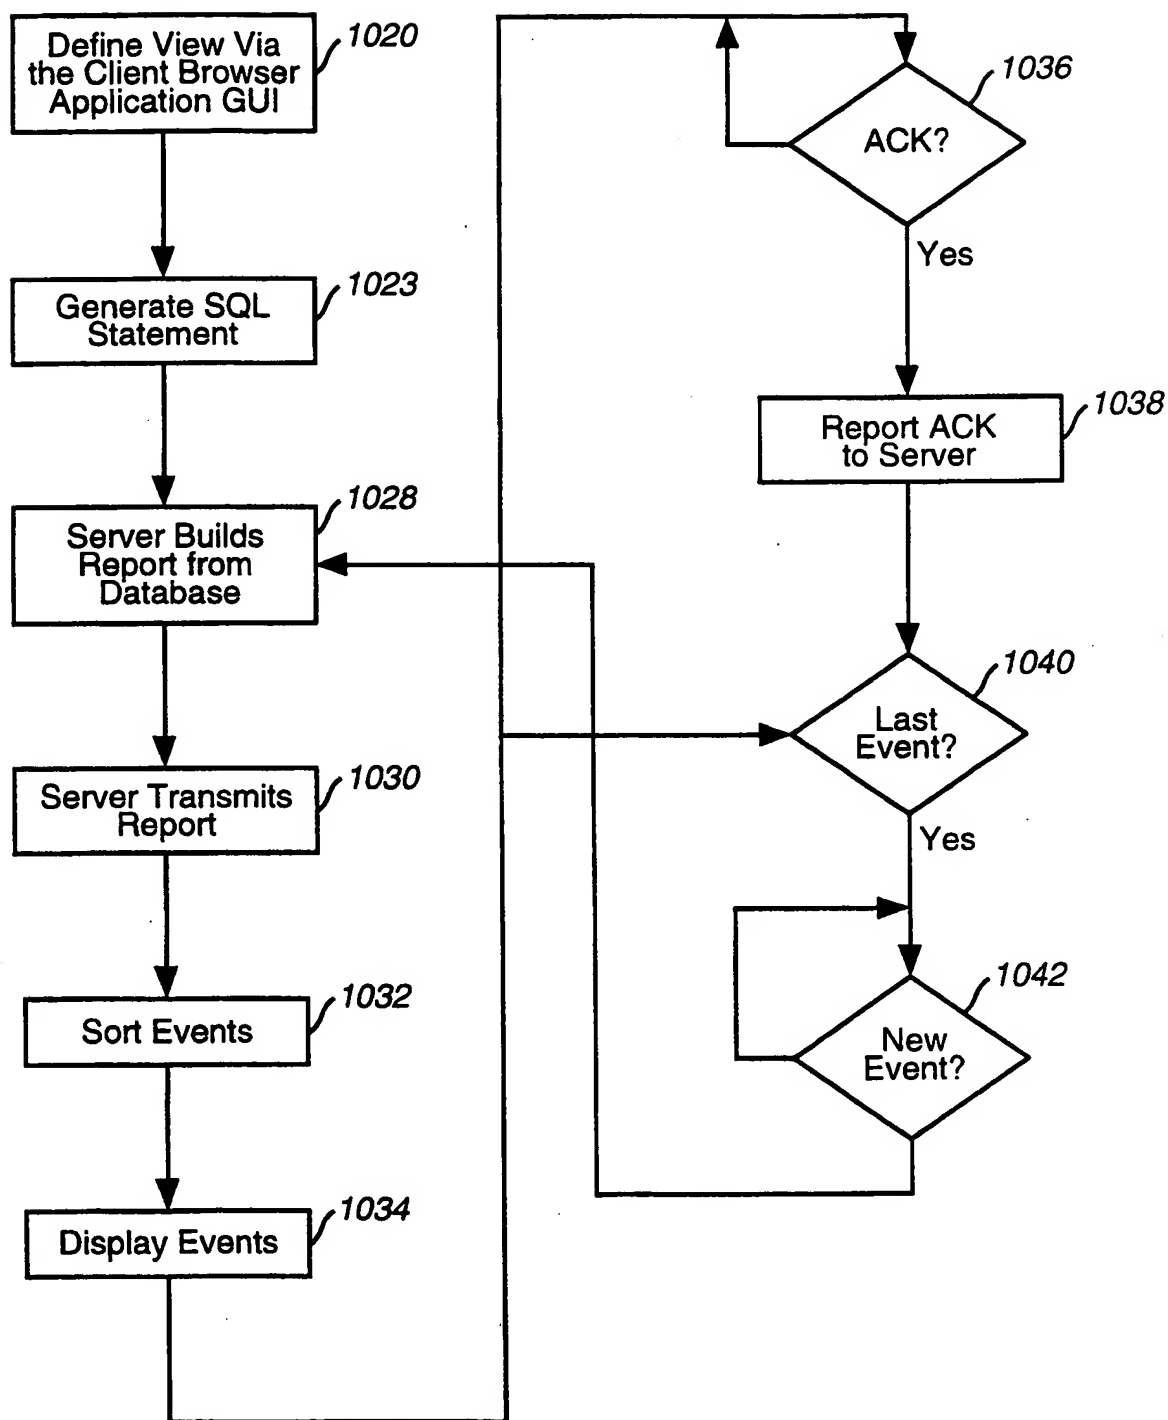 Define View Via
the Client Browser
Application GUI
1020
Generate SQL
Statement
1023
Server Builds
Report from
Database
1028
Server Transmits
Report
1030
Sort Events
1032
Display Events
1034
ACK?
1036
Yes
Report ACK
to Server
1038
Last
Event?
1040
Yes
New
Event?
1042